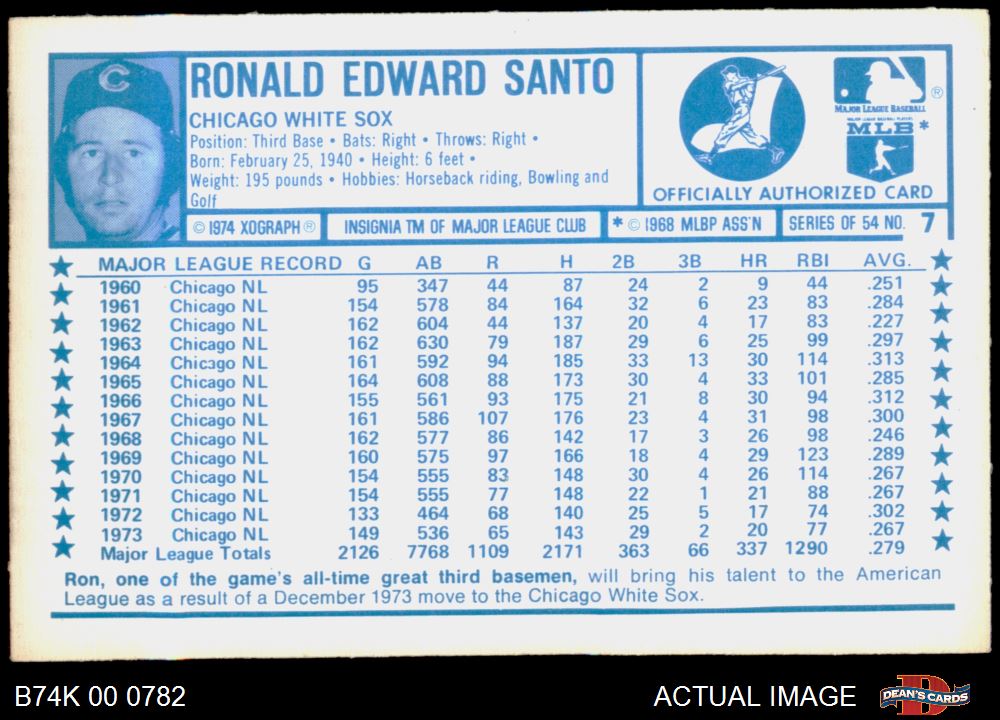 C
RONALD EDWARD SANTO
CHICAGO WHITE SOX
Position: Third Base • Bats: Right • Throws: Right •
Born: February 25, 1940 • Height: 6 feet •
Weight: 195 pounds • Hobbies: Horseback riding, Bowling and
Golf
®
MAJOR LEAGUE BASEBALL
MAJOR LEAGUE BASEBALL PLAYERS
MLB *
OFFICIALLY AUTHORIZED CARD
© 1974 XOGRAPH ® INSIGNIA TM OF MAJOR LEAGUE CLUB * © 1968 MLBP ASS'N SERIES OF 54 NO. 7
MAJOR LEAGUE RECORD G AB R H 2B 3B HR RBI AVG.
1960 Chicago NL 95 347 44 87 24 2 9 44 .251
1961 Chicago NL 154 578 84 164 32 6 23 83 .284
1962 Chicago NL 162 604 44 137 20 4 17 83 .227
1963 Chicago NL 162 630 79 187 29 6 25 99 .297
1964 Chicago NL 161 592 94 185 33 13 30 114 .313
1965 Chicago NL 164 608 88 173 30 4 33 101 .285
1966 Chicago NL 155 561 93 175 21 8 30 94 .312
1967 Chicago NL 161 586 107 176 23 4 31 98 .300
1968 Chicago NL 162 577 86 142 17 3 26 98 .246
1969 Chicago NL 160 575 97 166 18 4 29 123 .289
1970 Chicago NL 154 555 83 148 30 4 26 114 .267
1971 Chicago NL 154 555 77 148 22 1 21 88 .267
1972 Chicago NL 133 464 68 140 25 5 17 74 .302
1973 Chicago NL 149 536 65 143 29 2 20 77 .267
Major League Totals 2126 7768 1109 2171 363 66 337 1290 .279
Ron, one of the game's all-time great third basemen, will bring his talent to the American
League as a result of a December 1973 move to the Chicago White Sox.
B74K 00 0782
ACTUAL IMAGE
D
DEAN'S CARDS